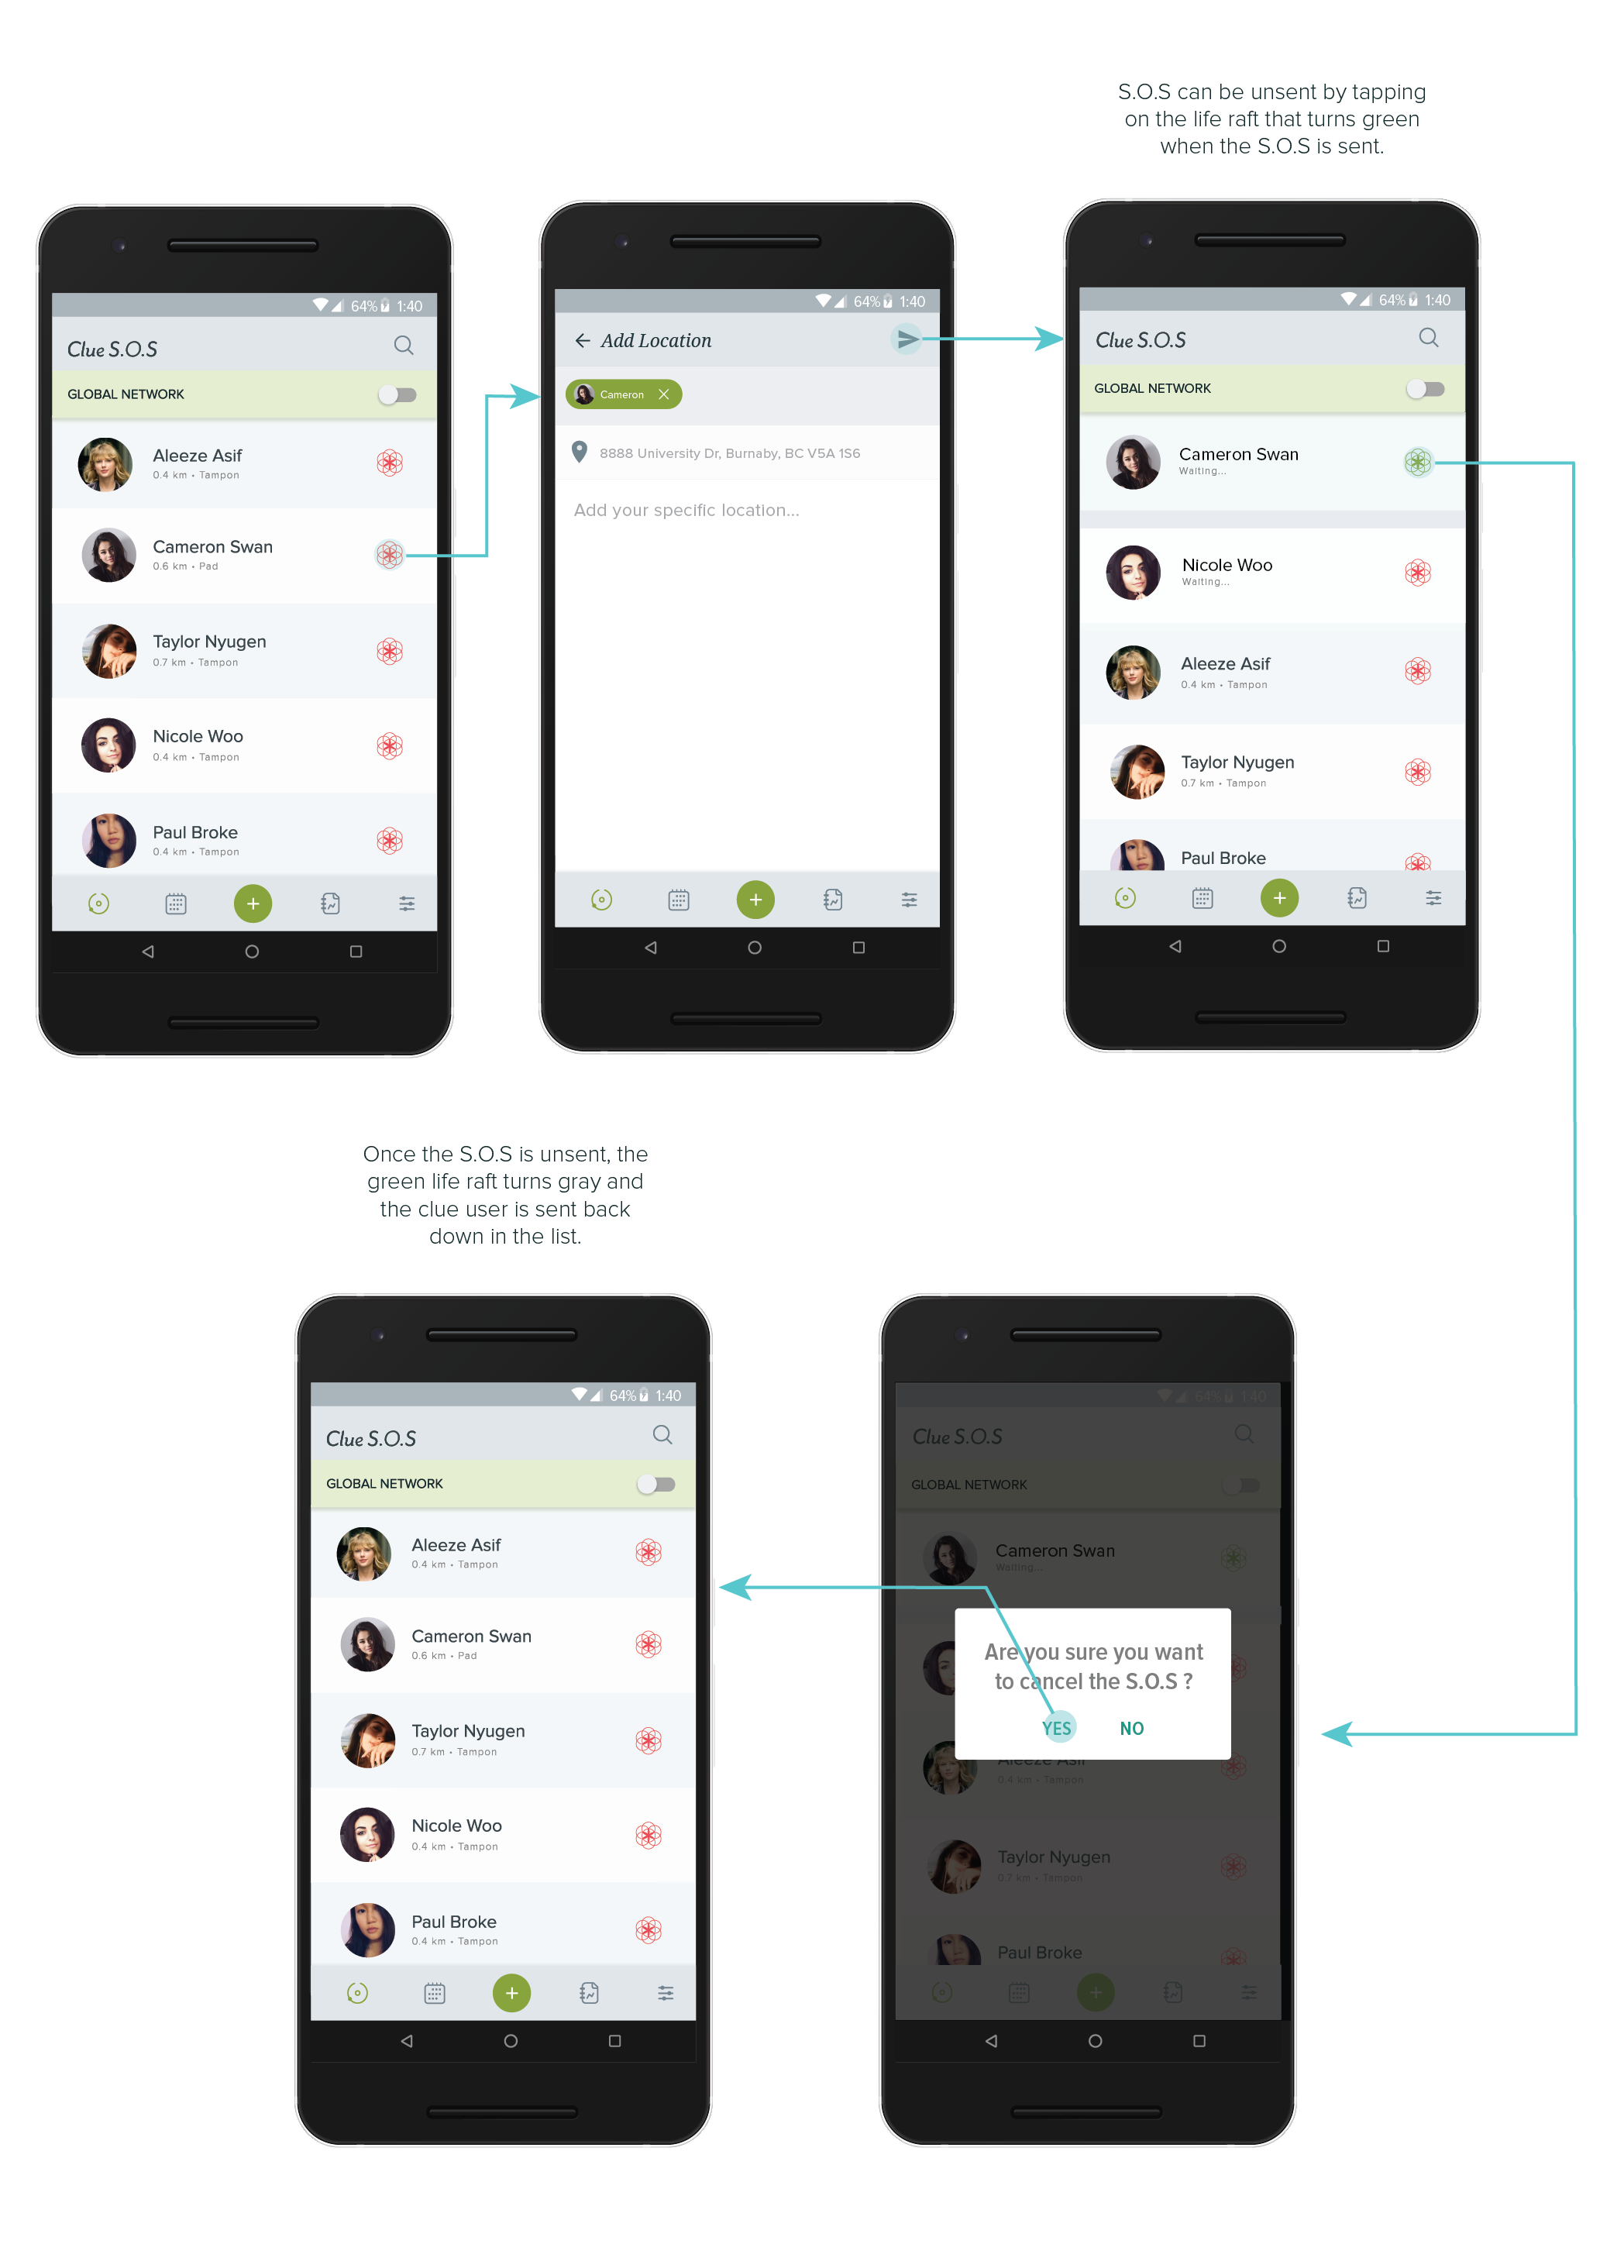 S.O.S can be unsent by tapping
on the life raft that turns green
when the S.O.S is sent.
64% 1:40
Clue S.O.S
GLOBAL NETWORK
Aleeze Asif
0.4 km • Tampon
Cameron Swan
0.6 km • Pad
Taylor Nyugen
0.7 km • Tampon
Nicole Woo
0.4 km • Tampon
Paul Broke
0.4 km • Tampon
64% 1:40
Add Location
Cameron
8888 University Dr, Burnaby, BC V5A 1S6
Add your specific location...
64% 1:40
Clue S.O.S
GLOBAL NETWORK
Cameron Swan
Waiting...
Nicole Woo
Waiting...
Aleeze Asif
0.4 km • Tampon
Taylor Nyugen
0.7 km • Tampon
Paul Broke
Once the S.O.S is unsent, the
green life raft turns gray and
the clue user is sent back
down in the list.
64% 1:40
Clue S.O.S
GLOBAL NETWORK
Aleeze Asif
0.4 km • Tampon
Cameron Swan
0.6 km • Pad
Taylor Nyugen
0.7 km • Tampon
Nicole Woo
0.4 km • Tampon
Paul Broke
0.4 km • Tampon
64% 1:40
Clue S.O.S
GLOBAL NETWORK
Cameron Swan
Waiting...
Are you sure you want
to cancel the S.O.S ?
YES NO
Aleeze Asif
0.4 km • Tampon
Taylor Nyugen
0.7 km • Tampon
Paul Broke